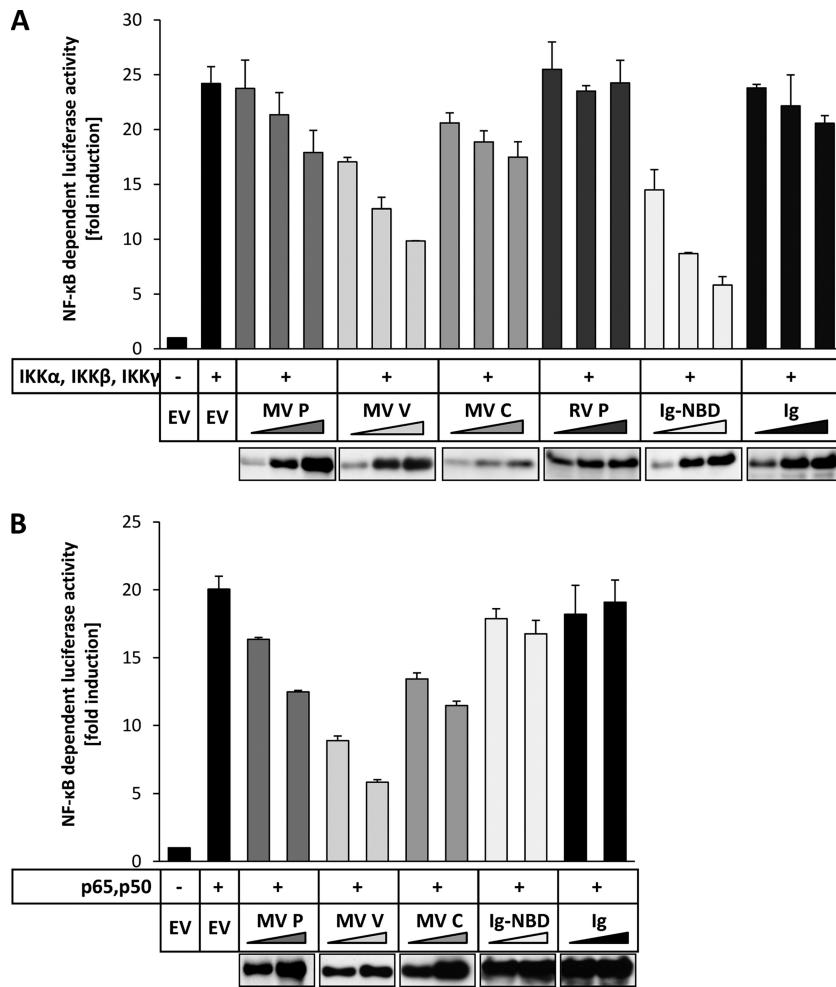 A
NF-κB dependent luciferase activity
[fold induction]
30
25
20
15
10
5
0
IKKα, IKKβ, IKKγ - + + + + + + +
EV EV MV P MV V MV C RV P Ig-NBD Ig
B
NF-κB dependent luciferase activity
[fold induction]
25
20
15
10
5
0
p65,p50 - + + + + + +
EV EV MV P MV V MV C Ig-NBD Ig